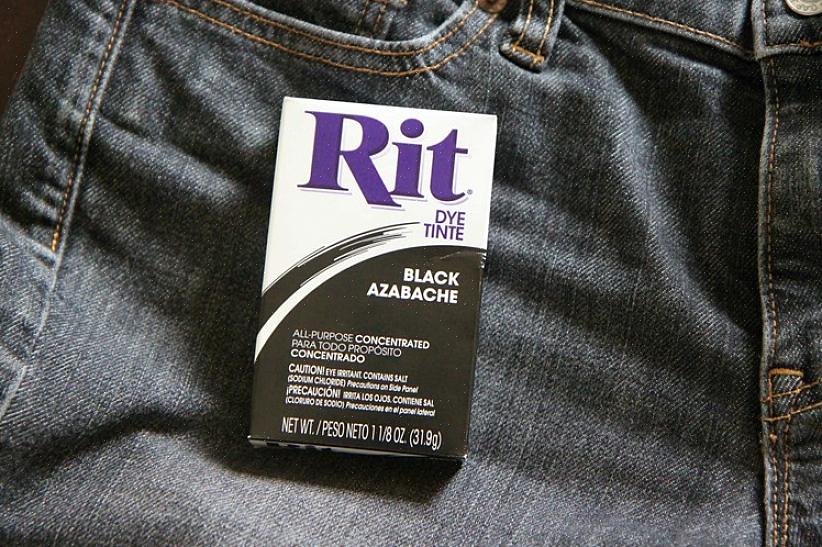 Rit®
DYE
TINTE
BLACK
AZABACHE
ALL-PURPOSE CONCENTRATED
PARA TODO PROPÓSITO
CONCENTRADO
CAUTION! EYE IRRITANT. CONTAINS SALT
(SODIUM CHLORIDE) Precautions on Side Panel
¡PRECAUCIÓN! IRRITA LOS OJOS. CONTIENE SAL
(CLORURO DE SODIO) Precauciones en el panel lateral
NET WT. / PESO NETO 1 1/8 OZ. (31.9g)